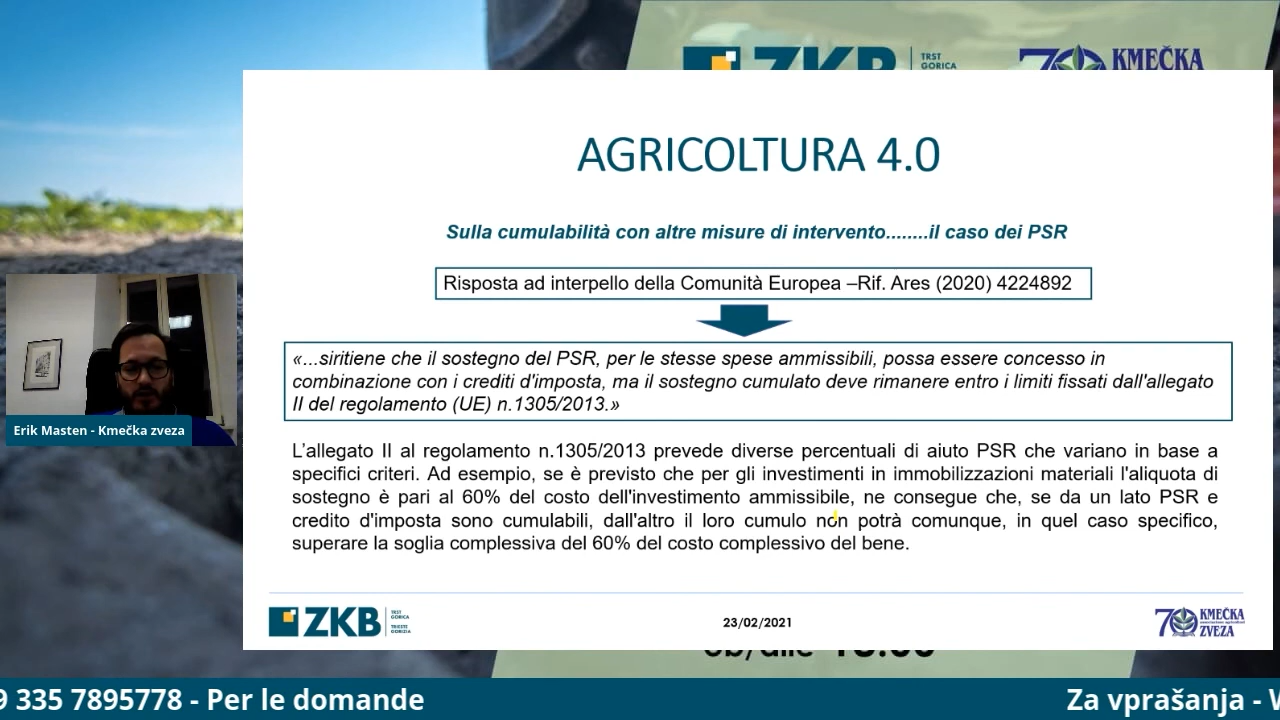 ZKB
TRST
GORICA
70 KMEČKA
AGRICOLTURA 4.0
Sulla cumulabilità con altre misure di intervento........il caso dei PSR
Risposta ad interpello della Comunità Europea –Rif. Ares (2020) 4224892
«...siritiene che il sostegno del PSR, per le stesse spese ammissibili, possa essere concesso in
combinazione con i crediti d'imposta, ma il sostegno cumulato deve rimanere entro i limiti fissati dall'allegato
II del regolamento (UE) n.1305/2013.»
Erik Masten - Kmečka zveza
L'allegato II al regolamento n.1305/2013 prevede diverse percentuali di aiuto PSR che variano in base a
specifici criteri. Ad esempio, se è previsto che per gli investimenti in immobilizzazioni materiali l'aliquota di
sostegno è pari al 60% del costo dell'investimento ammissibile, ne consegue che, se da un lato PSR e
credito d'imposta sono cumulabili, dall'altro il loro cumulo non potrà comunque, in quel caso specifico,
superare la soglia complessiva del 60% del costo complessivo del bene.
ZKB
TRST
GORICA
TRIESTE
GORIZIA
23/02/2021
70 KMEČKA
ZVEZA
9 335 7895778 - Per le domande
Za vprašanja -